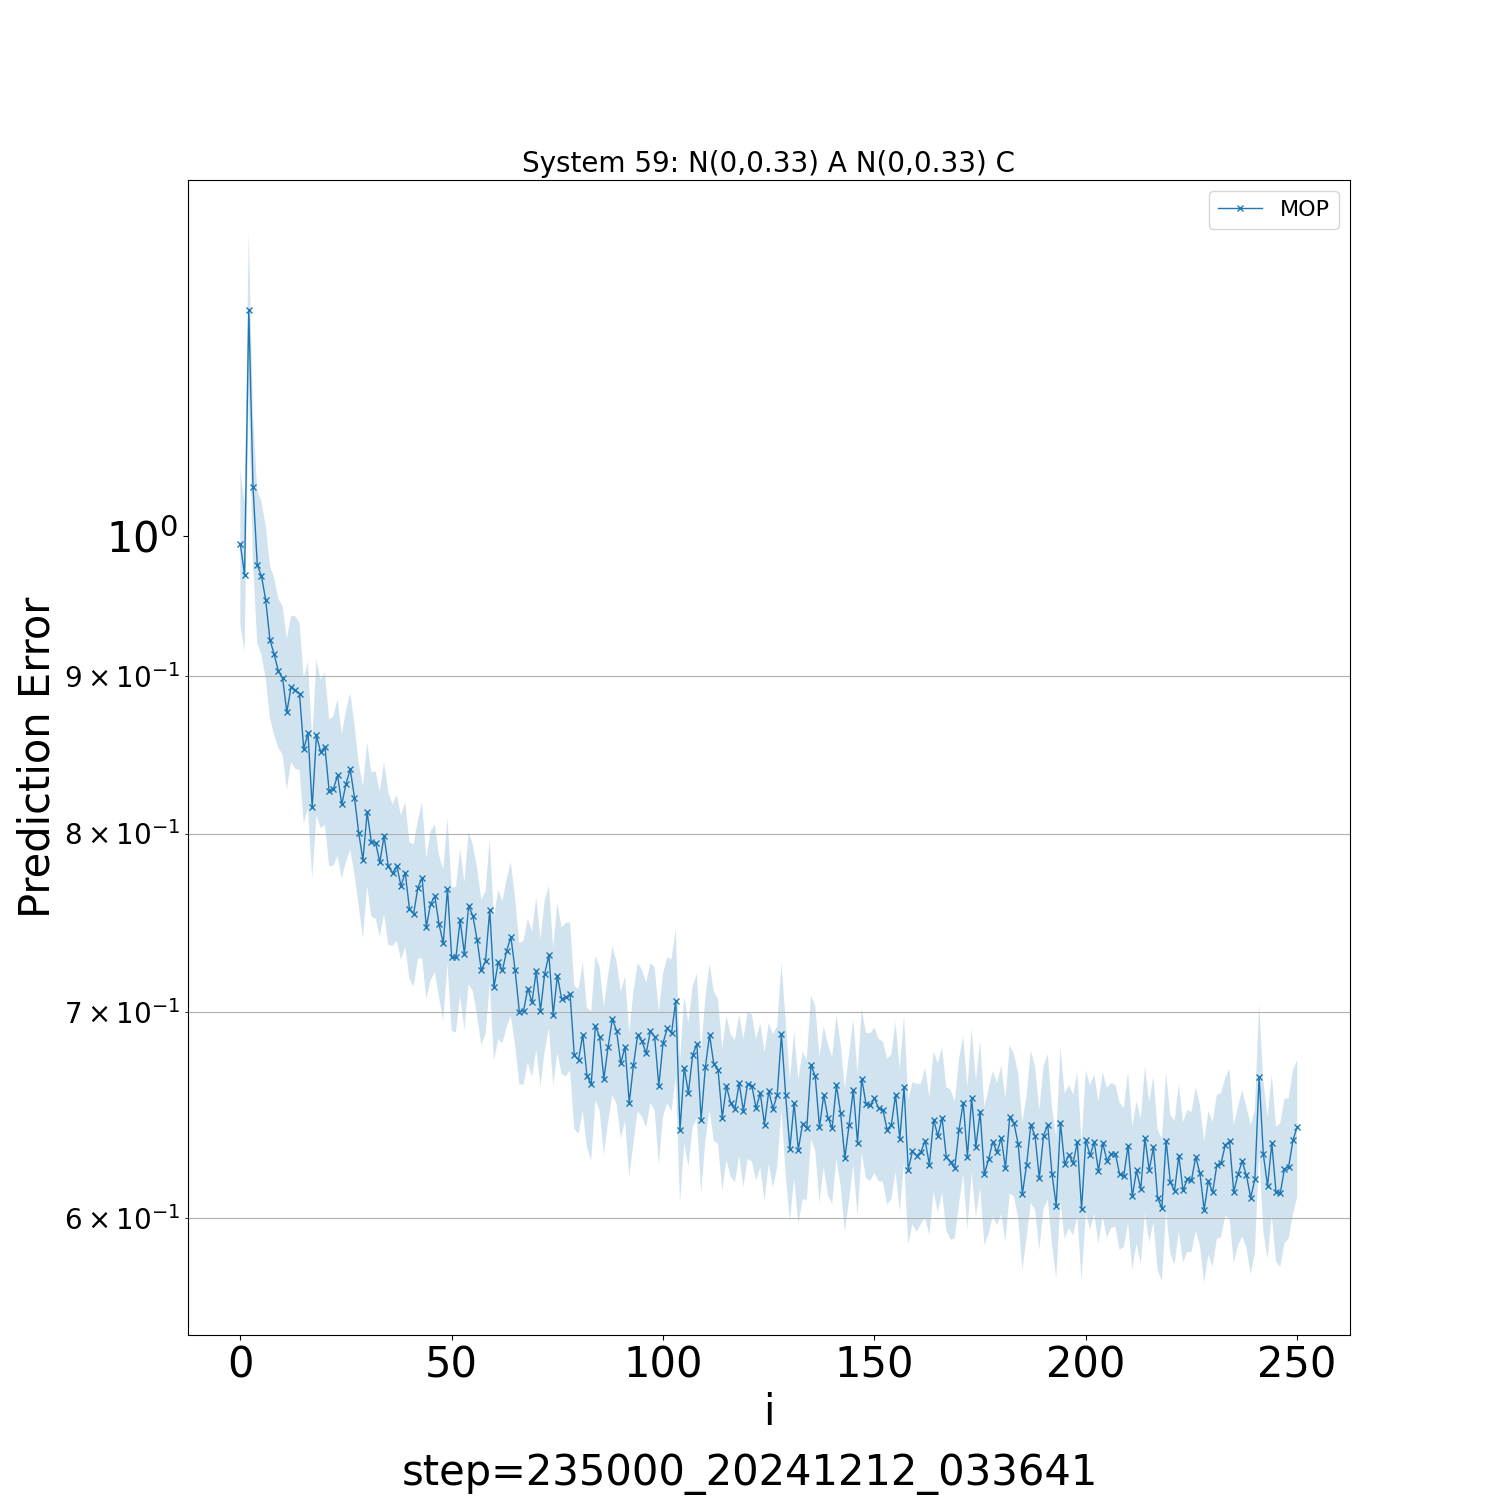 System 59: N(0,0.33) A N(0,0.33) C
MOP
Prediction Error
10⁰
9 × 10⁻¹
8 × 10⁻¹
7 × 10⁻¹
6 × 10⁻¹
0 50 100 150 200 250
i
step=235000_20241212_033641